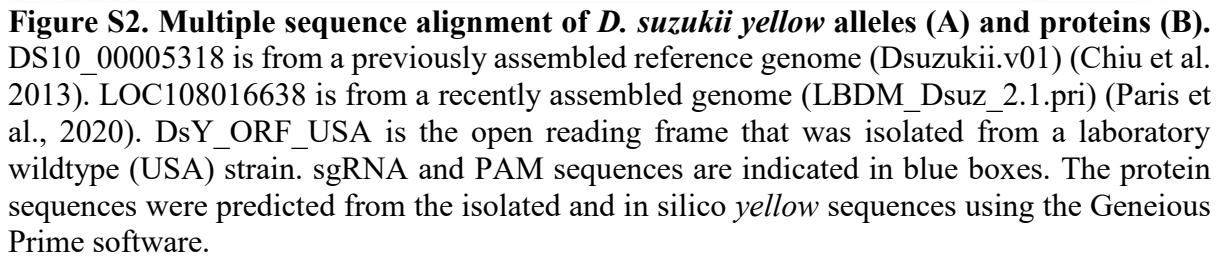 Figure S2. Multiple sequence alignment of D. suzukii yellow alleles (A) and proteins (B).
DS10_00005318 is from a previously assembled reference genome (Dsuzukii.v01) (Chiu et al.
2013). LOC108016638 is from a recently assembled genome (LBDM_Dsuz_2.1.pri) (Paris et
al., 2020). DsY_ORF_USA is the open reading frame that was isolated from a laboratory
wildtype (USA) strain. sgRNA and PAM sequences are indicated in blue boxes. The protein
sequences were predicted from the isolated and in silico yellow sequences using the Geneious
Prime software.